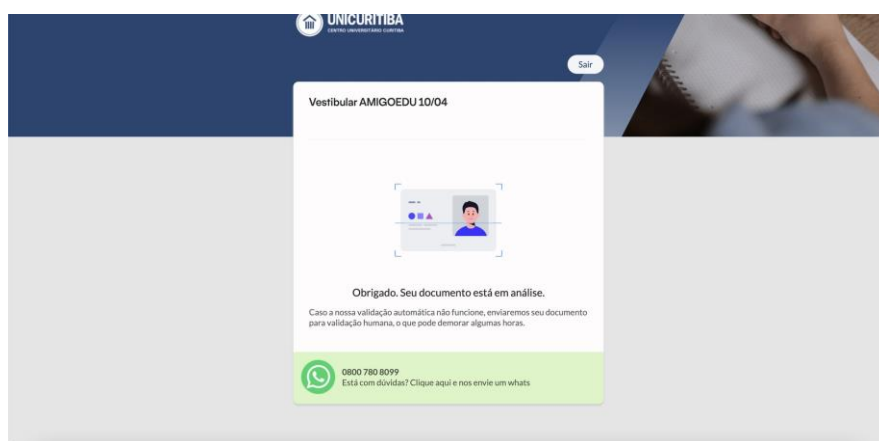 UNICURITIBA
CENTRO UNIVERSITÁRIO CURITIBA
Sair
Vestibular AMIGOEDU 10/04
Obrigado. Seu documento está em análise.
Caso a nossa validação automática não funcione, enviaremos seu documento
para validação humana, o que pode demorar algumas horas.
0800 780 8099
Está com dúvidas? Clique aqui e nos envie um whats